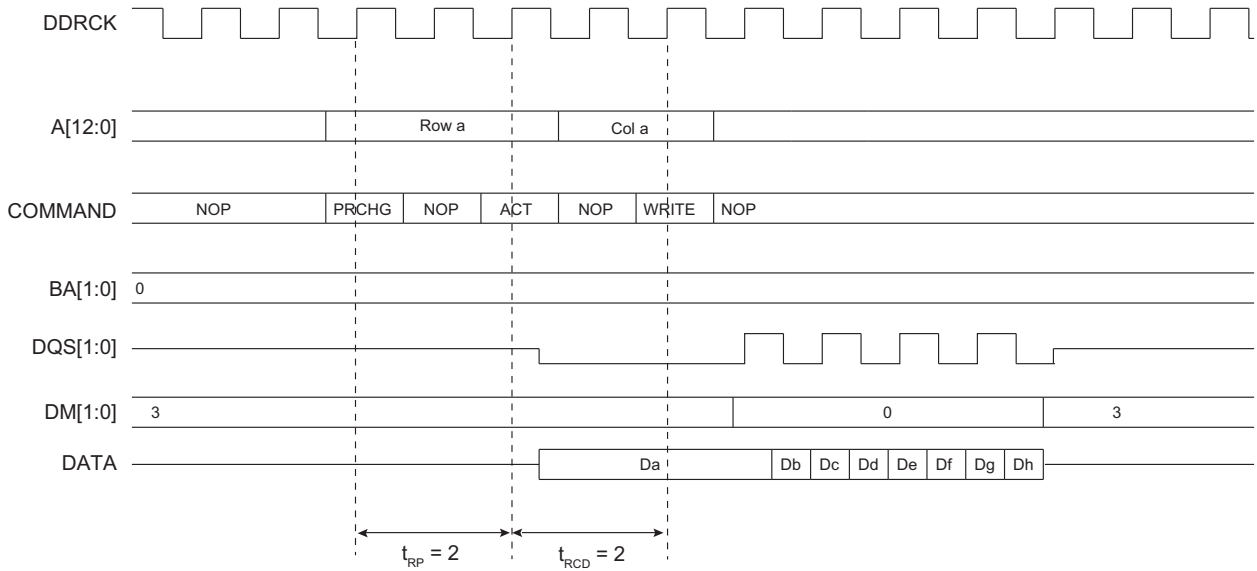 DDRCK
A[12:0] Row a Col a
COMMAND NOP PRCHG NOP ACT NOP WRITE NOP
BA[1:0] 0
DQS[1:0]
DM[1:0] 3 0 3
DATA Da Db Dc Dd De Df Dg Dh
tRP = 2 tRCD = 2